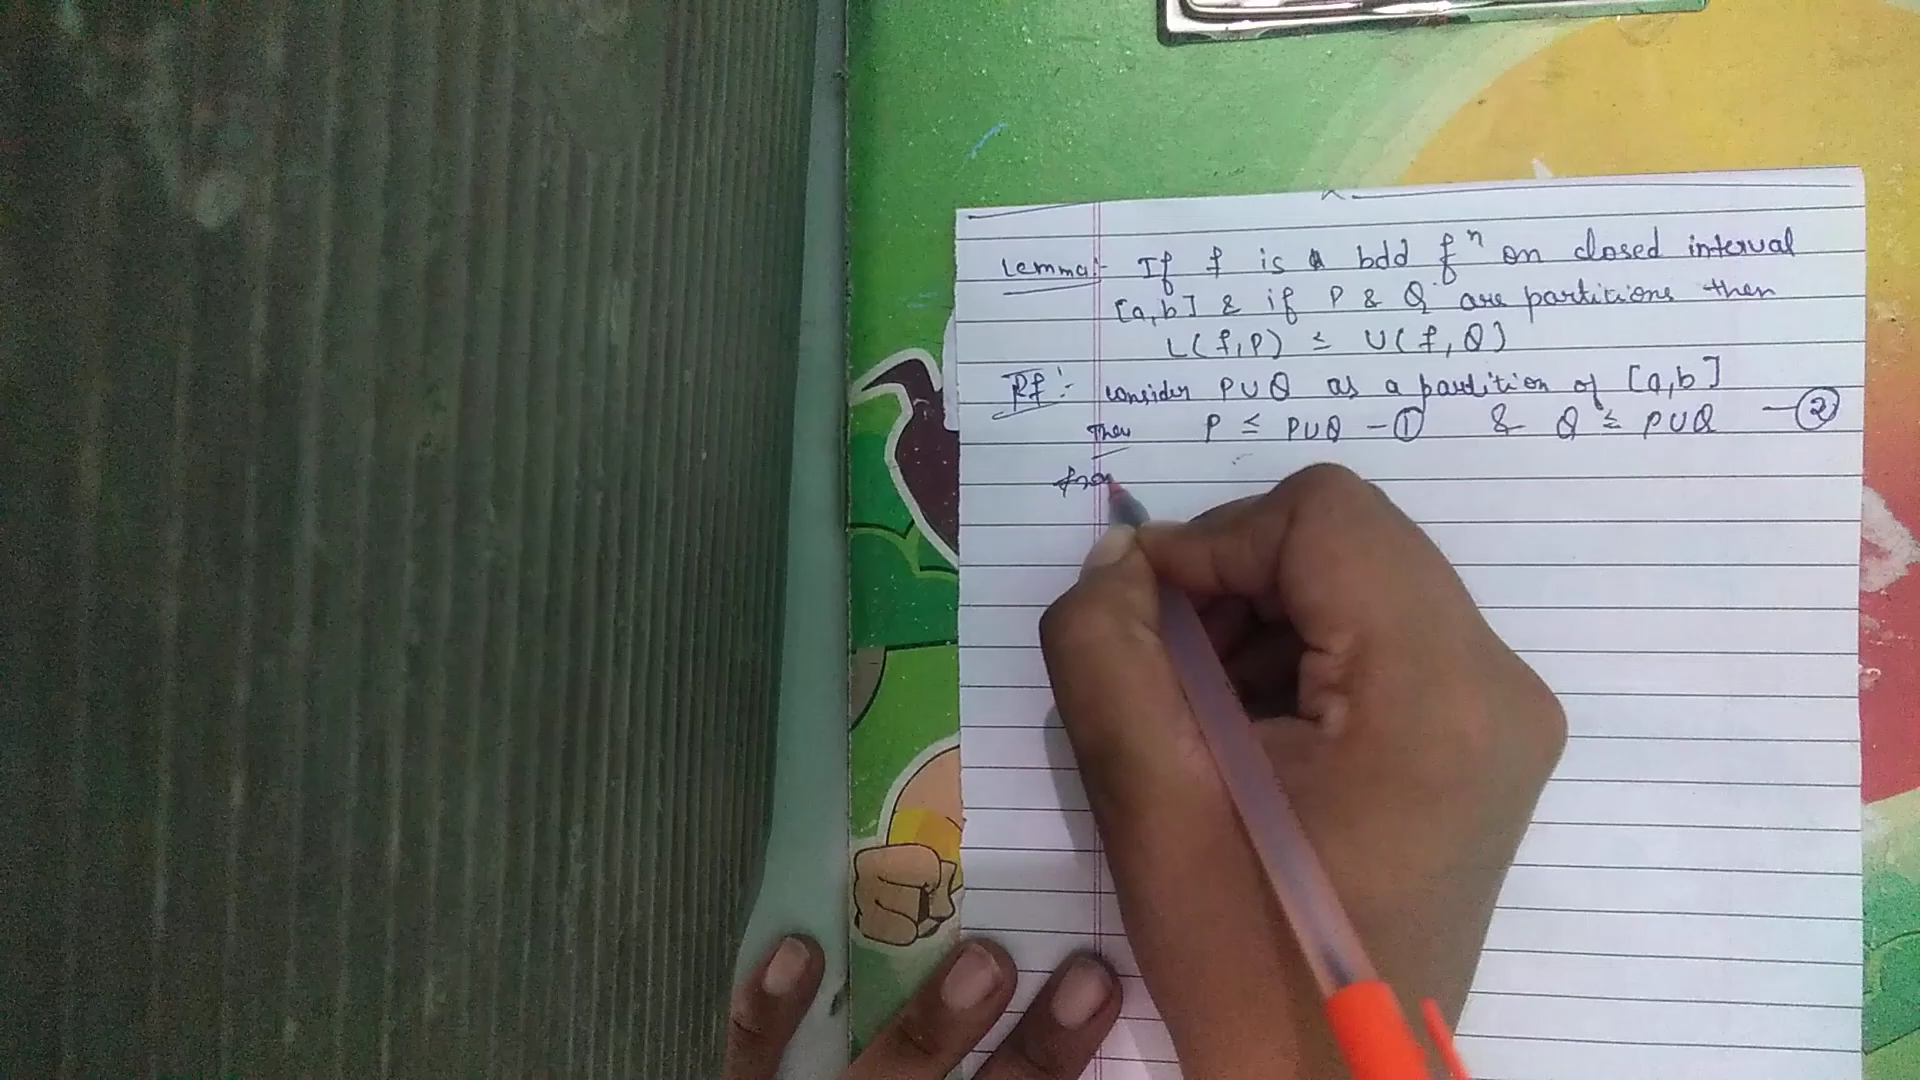 Lemma:- If f is a bdd fⁿ on closed interval
[a,b] & if P & Q are partitions then
L(f,P) ≤ U(f,Q)
Pf:- consider P∪Q as a partition of [a,b]
Then P ≤ P∪Q -① & Q ≤ P∪Q -②
from